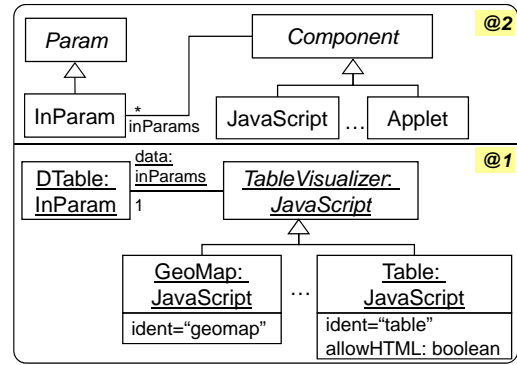 @2
Param
Component
InParam
*
inParams
JavaScript
...
Applet
@1
DTable:
InParam
data:
inParams
1
TableVisualizer:
JavaScript
GeoMap:
JavaScript
ident=“geomap”
...
Table:
JavaScript
ident=“table”
allowHTML: boolean